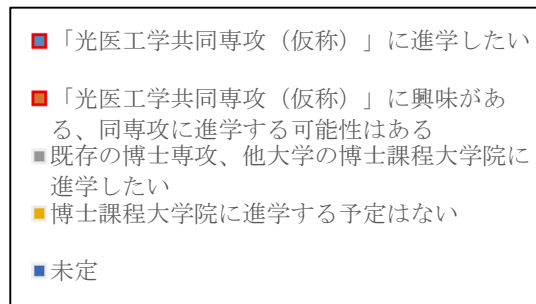 「光医工学共同専攻（仮称）」に進学したい
「光医工学共同専攻（仮称）」に興味があ
る、同専攻に進学する可能性はある
既存の博士専攻、他大学の博士課程大学院に
進学したい
博士課程大学院に進学する予定はない
未定